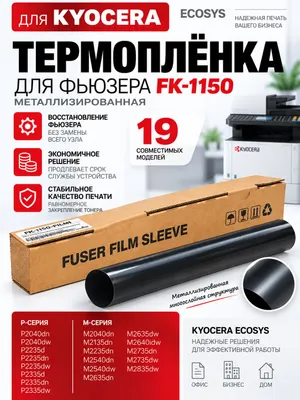 для KYOCERA
ECOSYS
НАДЕЖНАЯ ПЕЧАТЬ
ВАШЕГО БИЗНЕСА
ТЕРМОПЛЁНКА
ДЛЯ ФЬЮЗЕРА FK-1150
МЕТАЛЛИЗИРОВАННАЯ
ВОССТАНОВЛЕНИЕ
ФЬЮЗЕРА
БЕЗ ЗАМЕНЫ
ВСЕГО УЗЛА
ЭКОНОМИЧНОЕ
РЕШЕНИЕ
ПРОДЛЕВАЕТ СРОК
СЛУЖБЫ УСТРОЙСТВА
СТАБИЛЬНОЕ
КАЧЕСТВО ПЕЧАТИ
РАВНОМЕРНОЕ
ЗАКРЕПЛЕНИЕ ТОНЕРА
19
СОВМЕСТИМЫХ
МОДЕЛЕЙ
KYOCERA
FK-1150-FILM
FUSER FILM SLEEVE
Металлизированная
многослойная структура
P-СЕРИЯ
P2040dn
P2040dw
P2235d
P2235dn
P2235dw
P2335d
P2335dn
P2335dw
M-СЕРИЯ
M2040dn
M2135dn
M2235dn
M2540dn
M2540dw
M2635dn
M2635dw
M2640idw
M2735dn
M2735dw
M2835dw
KYOCERA ECOSYS
НАДЕЖНЫЕ РЕШЕНИЯ
ДЛЯ ЭФФЕКТИВНОЙ РАБОТЫ
ОФИС
БИЗНЕС
ДОМ